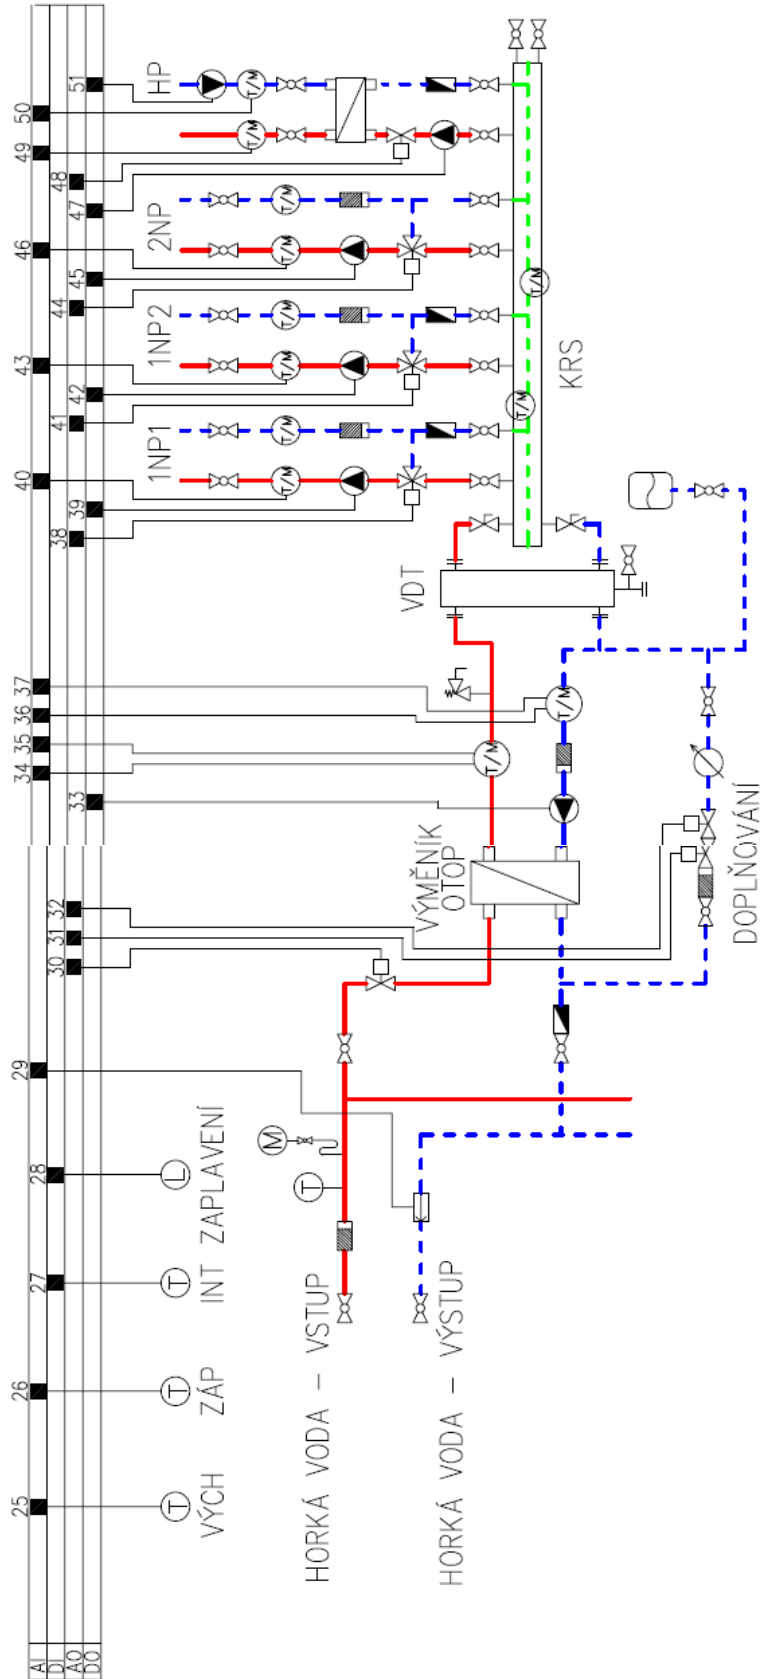 AI
DI
AO
DO
25
26
27
28
29
30
31
32
33
34
35
36
37
38
39
40
41
42
43
44
45
46
47
48
49
50
51
T
VÝCH
T
ZÁP
T
INT
L
ZAPLAVENÍ
HORKÁ VODA – VSTUP
HORKÁ VODA – VÝSTUP
T
M
VÝMĚNÍK
OTOP
DOPLŇOVÁNÍ
T/M
T/M
VDT
KRS
T/M
T/M
1NP1
T/M
T/M
1NP2
T/M
T/M
2NP
T/M
T/M
HP
T/M
T/M